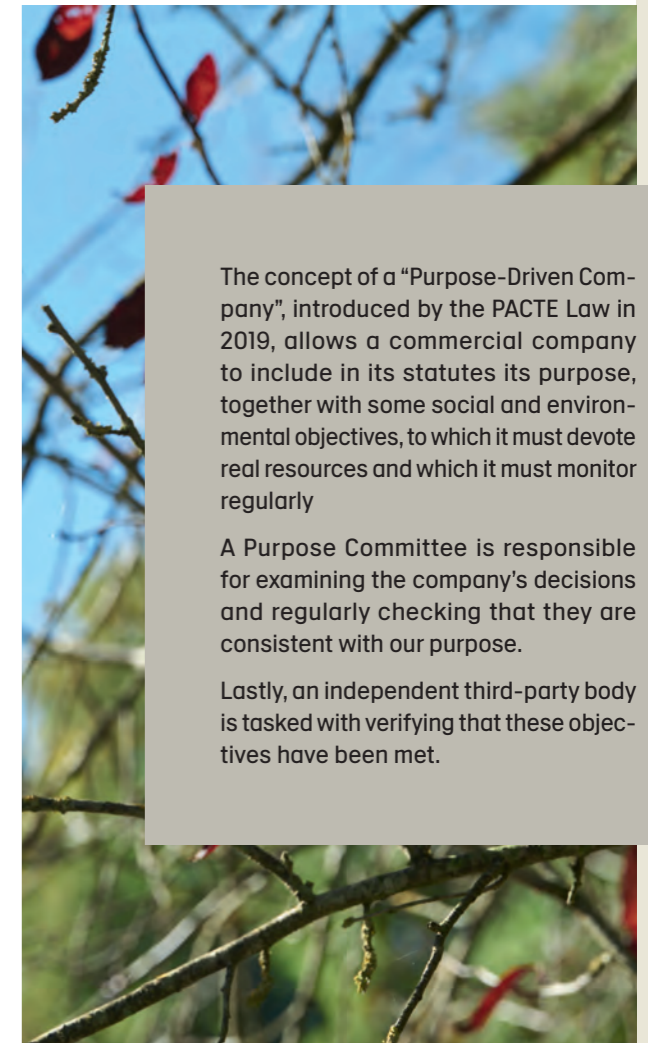 The concept of a “Purpose-Driven Com-
pany”, introduced by the PACTE Law in
2019, allows a commercial company
to include in its statutes its purpose,
together with some social and environ-
mental objectives, to which it must devote
real resources and which it must monitor
regularly
A Purpose Committee is responsible
for examining the company’s decisions
and regularly checking that they are
consistent with our purpose.
Lastly, an independent third-party body
is tasked with verifying that these objec-
tives have been met.